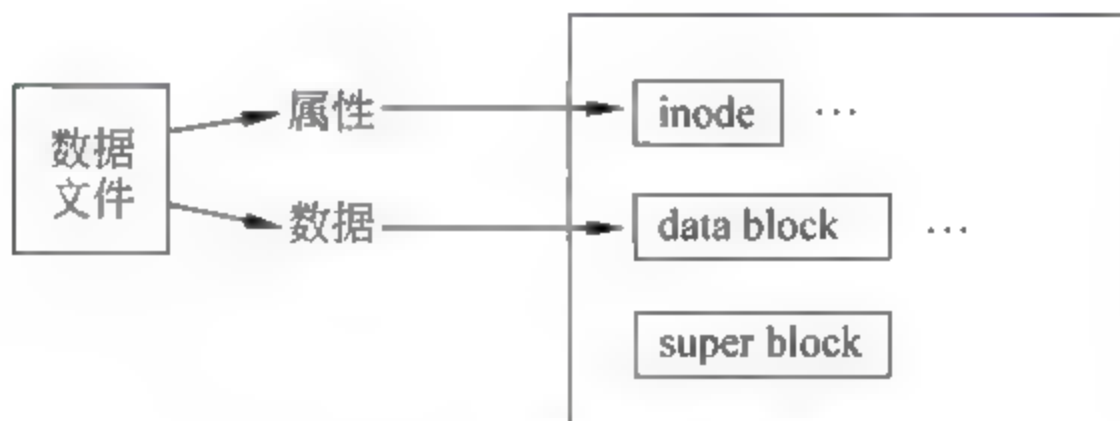 数据
文件
属性
数据
inode …
data block …
super block